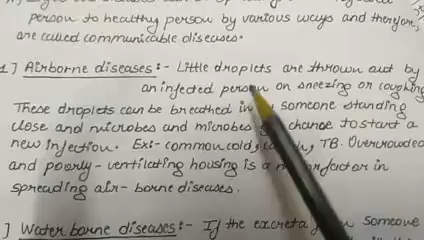 person to healthy person by various ways and therefore,
are called communicable diseases.
1] Airborne diseases:- Little droplets are thrown out by
an infected person on sneezing or coughing
These droplets can be breathed in someone standing
close and microbes and microbes chance to start a
new infection. Ex:- common cold, TB. Overcrowded
and poorly-ventilating housing is a factor in
spreading air-borne diseases.
] Water borne diseases:- If the excreta someone